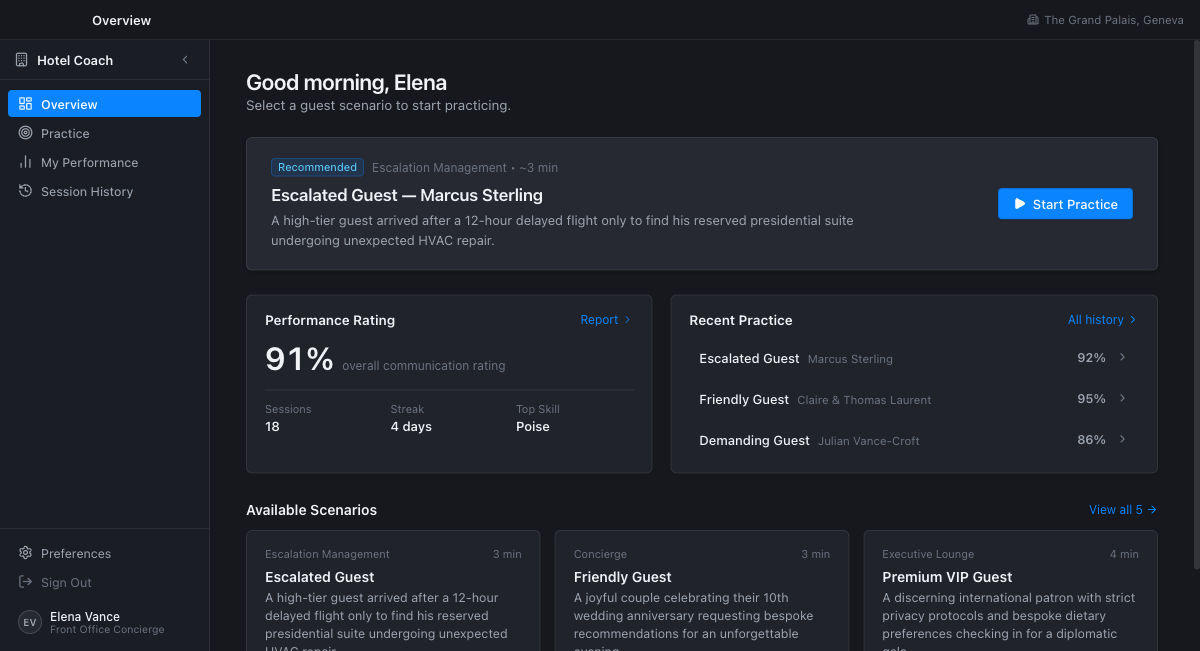 Overview
The Grand Palais, Geneva
Hotel Coach
Overview
Practice
My Performance
Session History
Good morning, Elena
Select a guest scenario to start practicing.
Recommended Escalation Management • ~3 min
Escalated Guest — Marcus Sterling
A high-tier guest arrived after a 12-hour delayed flight only to find his reserved presidential suite
undergoing unexpected HVAC repair.
Start Practice
Performance Rating
Report
91% overall communication rating
Sessions
18
Streak
4 days
Top Skill
Poise
Recent Practice
All history
Escalated Guest Marcus Sterling 92%
Friendly Guest Claire & Thomas Laurent 95%
Demanding Guest Julian Vance-Croft 86%
Available Scenarios
View all 5 →
Escalation Management 3 min
Escalated Guest
A high-tier guest arrived after a 12-hour
delayed flight only to find his reserved
presidential suite undergoing unexpected
HVAC repair.
Concierge 3 min
Friendly Guest
A joyful couple celebrating their 10th
wedding anniversary requesting bespoke
recommendations for an unforgettable
evening.
Executive Lounge 4 min
Premium VIP Guest
A discerning international patron with strict
privacy protocols and bespoke dietary
preferences checking in for a diplomatic
gala.
Preferences
Sign Out
EV
Elena Vance
Front Office Concierge